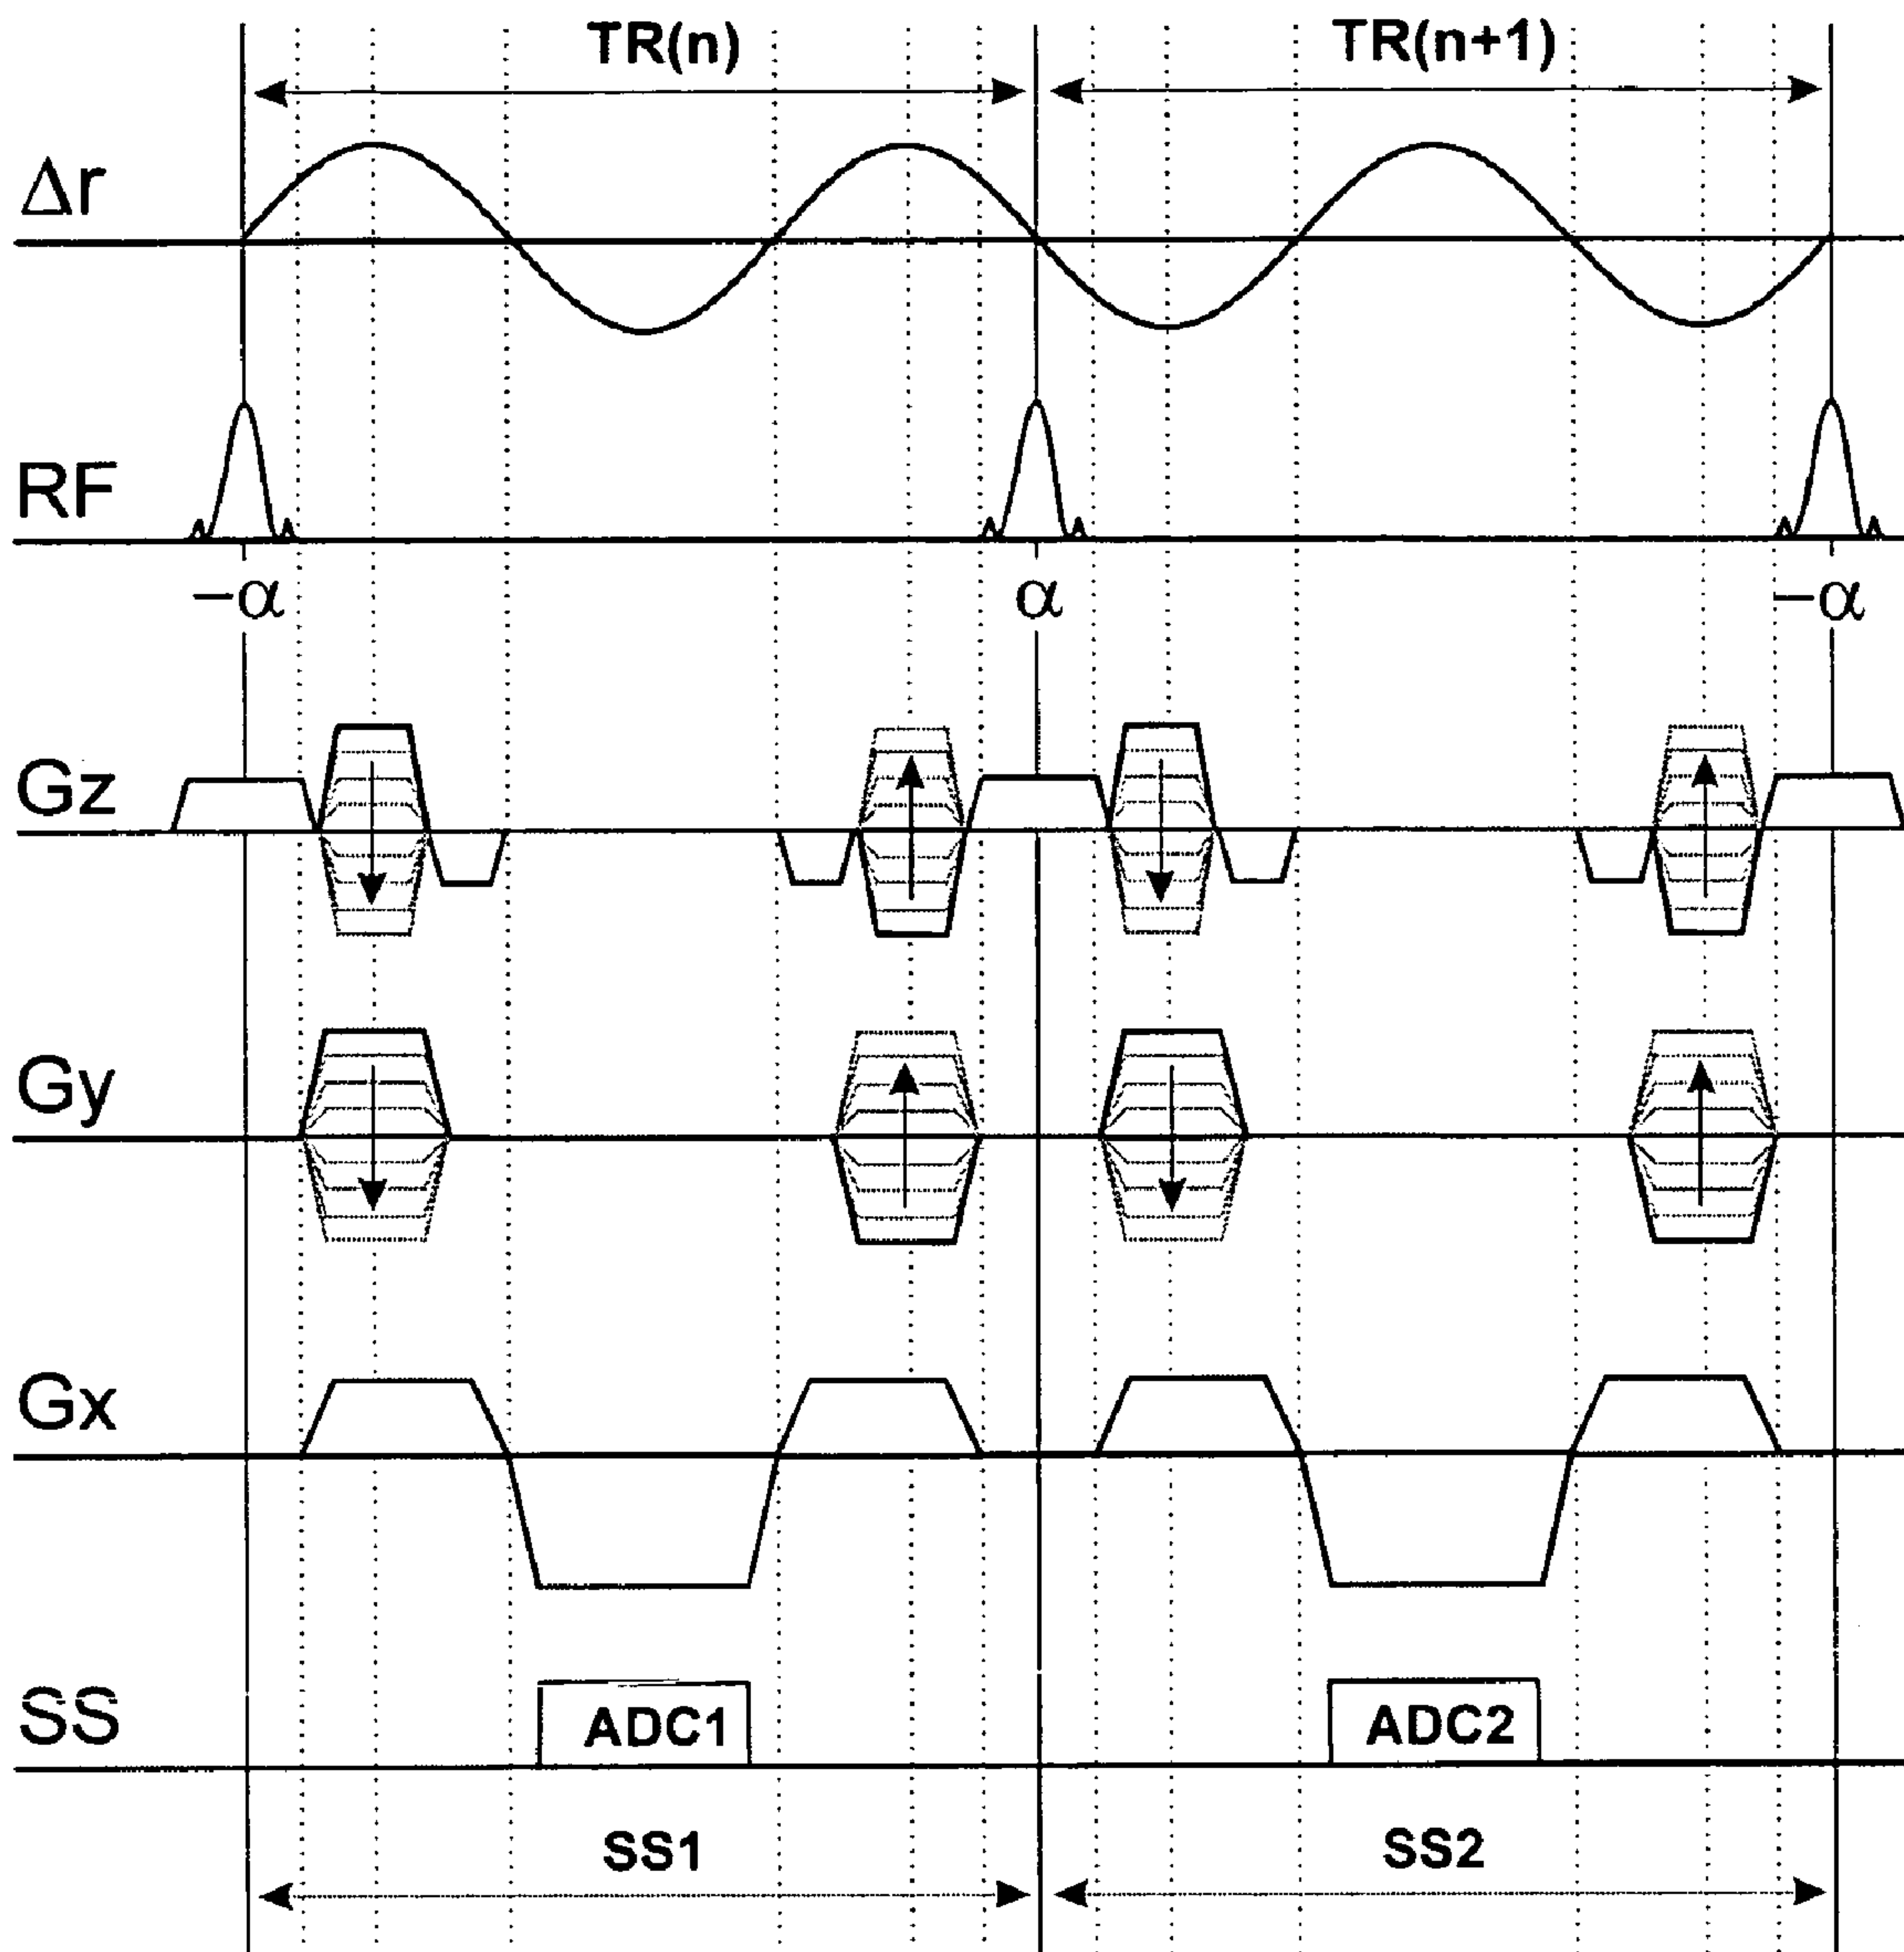 TR(n) TR(n+1)
Δr
RF
−α α −α
Gz
Gy
Gx
SS ADC1 ADC2
SS1 SS2